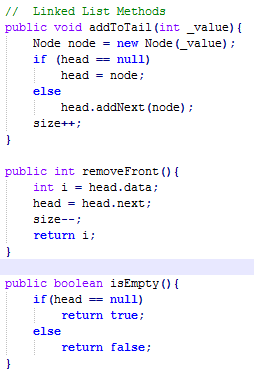 //  Linked List Methods
public void addToTail(int _value){
    Node node = new Node(_value);
    if (head == null)
        head = node;
    else
        head.addNext(node);
    size++;
}

public int removeFront(){
    int i = head.data;
    head = head.next;
    size--;
    return i;
}

public boolean isEmpty(){
    if(head == null)
        return true;
    else
        return false;
}